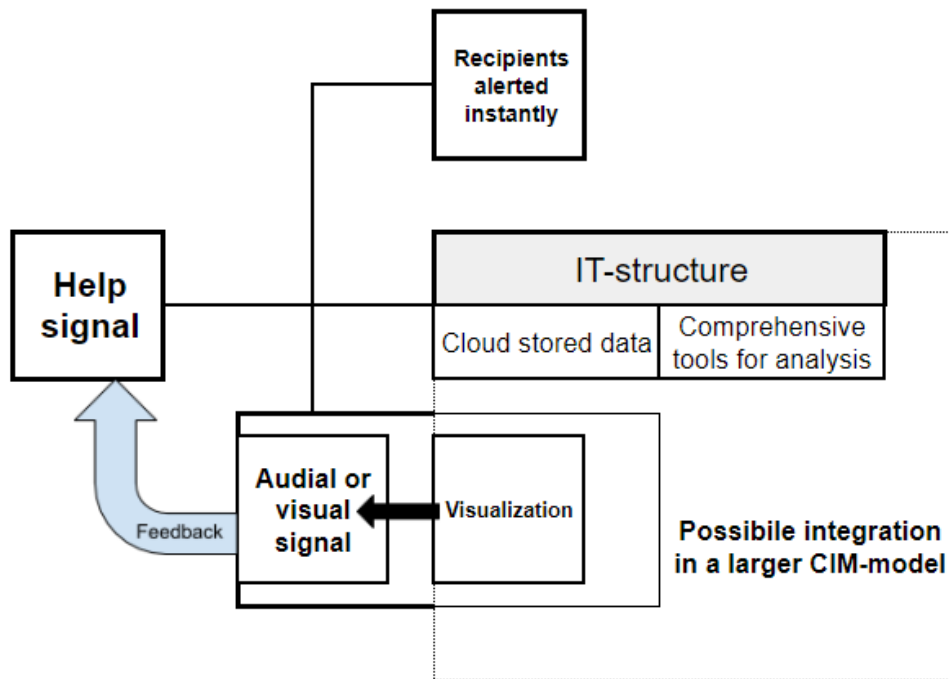 Recipients
alerted
instantly
Help
signal
IT-structure
Cloud stored data
Comprehensive
tools for analysis
Feedback
Audial or
visual
signal
Visualization
Possibile integration
in a larger CIM-model